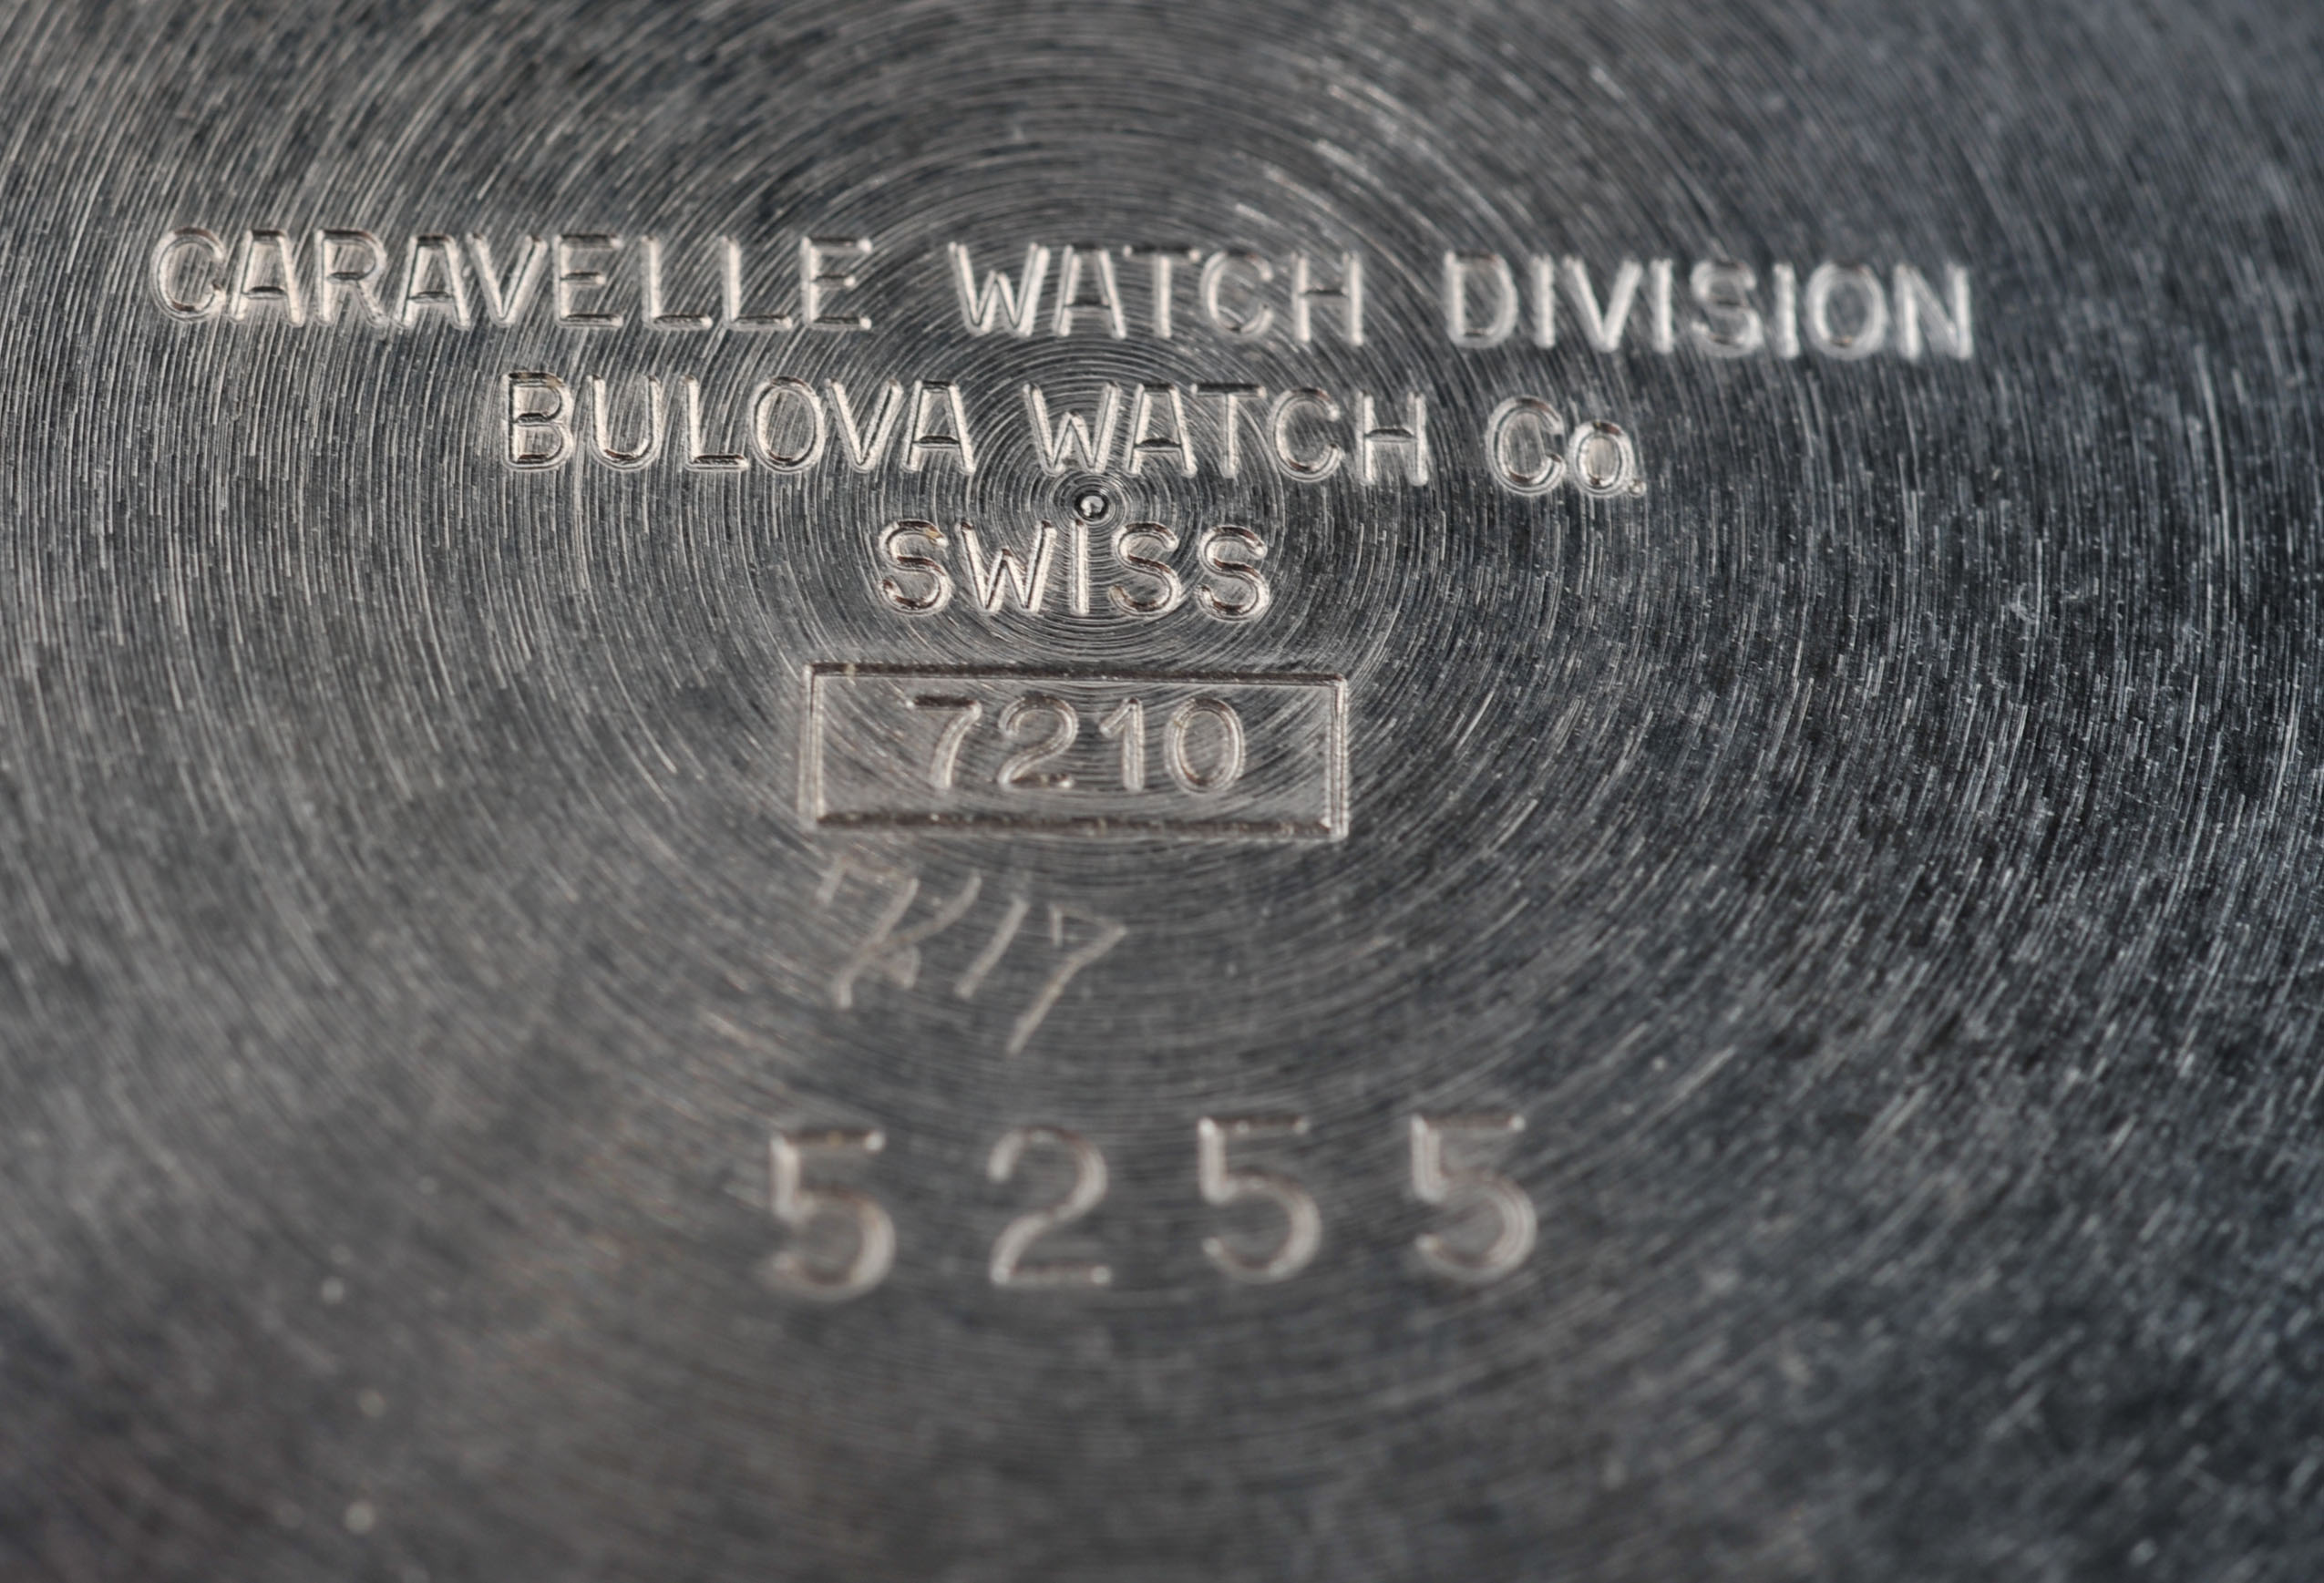 CARAVELLE WATCH DIVISION
BULOVA WATCH Co.
SWISS
7210
5255